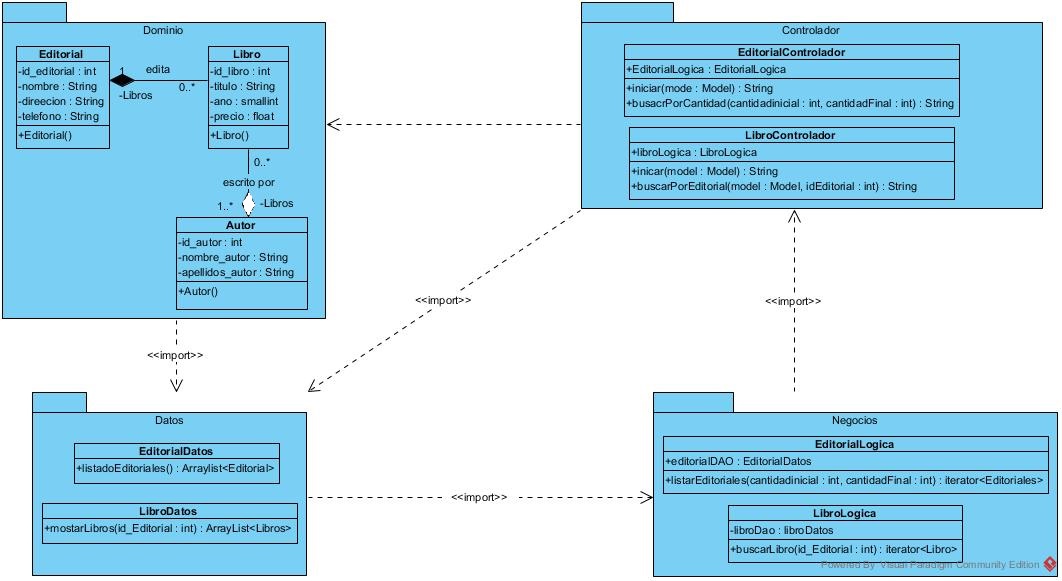 Dominio
Editorial
-id_editorial : int
-nombre : String
-direecion : String
-telefono : String
+Editorial()
1
edita
0..*
-Libros
Libro
-id_libro : int
-titulo : String
-ano : smallint
-precio : float
+Libro()
0..*
escrito por
1..*
-Libros
Autor
-id_autor : int
-nombre_autor : String
-apellidos_autor : String
+Autor()
Controlador
EditorialControlador
+EditorialLogica : EditorialLogica
+iniciar(mode : Model) : String
+busacrPorCantidad(cantidadinicial : int, cantidadFinal : int) : String
LibroControlador
+libroLogica : LibroLogica
+inicar(model : Model) : String
+buscarPorEditorial(model : Model, idEditorial : int) : String
<<import>>
<<import>>
<<import>>
Datos
EditorialDatos
+listadoEditoriales() : Arraylist<Editorial>
LibroDatos
+mostarLibros(id_Editorial : int) : ArrayList<Libros>
<<import>>
Negocios
EditorialLogica
+editorialDAO : EditorialDatos
+listarEditoriales(cantidadinicial : int, cantidadFinal : int) : iterator<Editoriales>
LibroLogica
-libroDao : libroDatos
+buscarLibro(id_Editorial : int) : iterator<Libro>
Powered By Visual Paradigm Community Edition